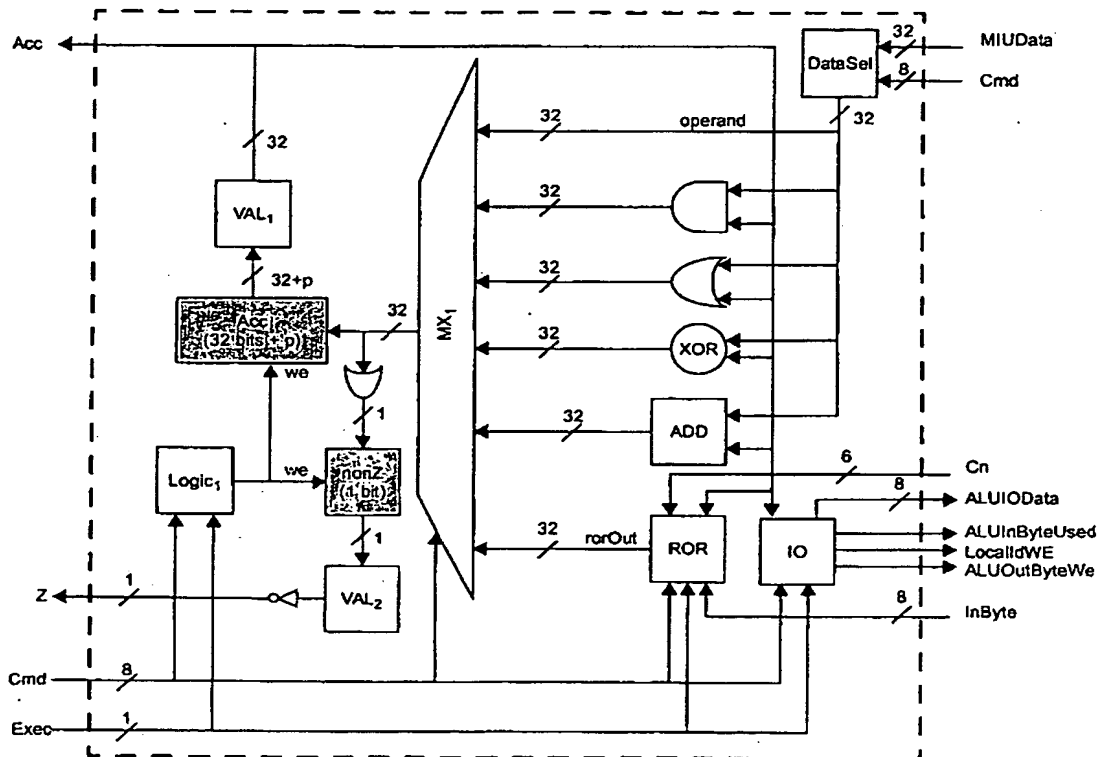 Acc
32
MIUData
DataSel
8
Cmd
32
32
operand
32
VAL₁
32
32+p
32
Acc
(32 bits + p)
32
MX₁
32
XOR
we
1
32
ADD
Logic₁
we
nonZ
(1 bit)
6
Cn
8
ALUIOData
1
32
rorOut
ROR
IO
ALUInByteUsed
LocalIdWE
ALUOutByteWe
Z
1
VAL₂
8
InByte
Cmd
8
Exec
1